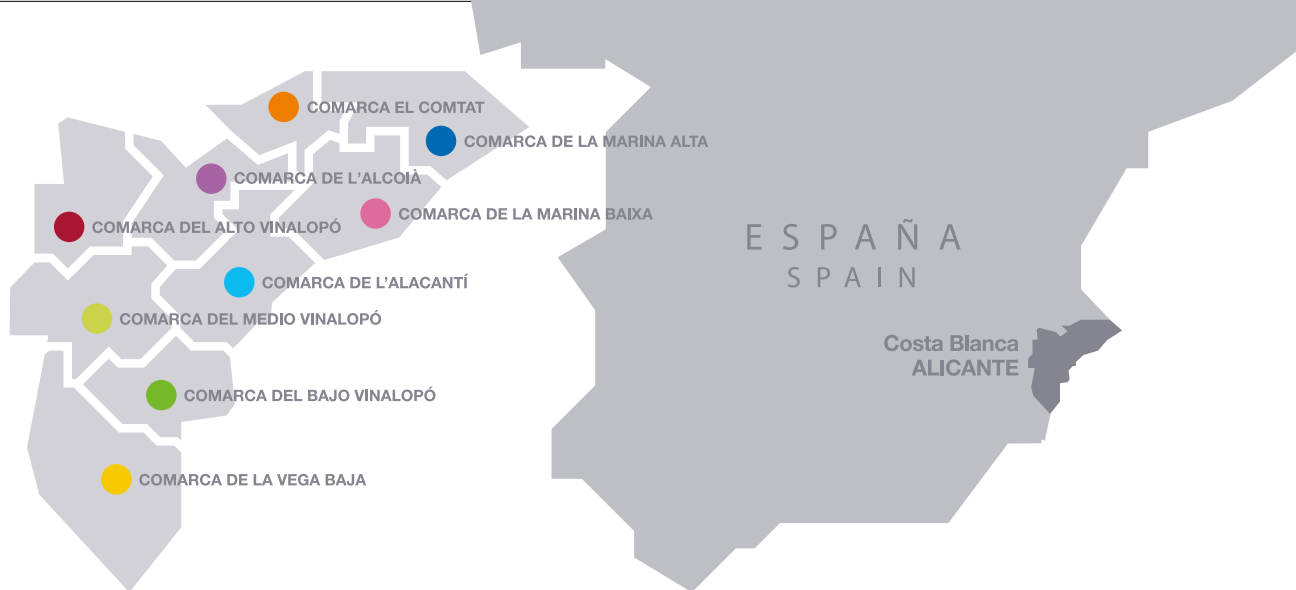 COMARCA EL COMTAT
COMARCA DE LA MARINA ALTA
COMARCA DE L'ALCOIÀ
COMARCA DE LA MARINA BAIXA
COMARCA DEL ALTO VINALOPÓ
COMARCA DE L'ALACANTÍ
COMARCA DEL MEDIO VINALOPÓ
COMARCA DEL BAJO VINALOPÓ
COMARCA DE LA VEGA BAJA
ESPAÑA
SPAIN
Costa Blanca
ALICANTE